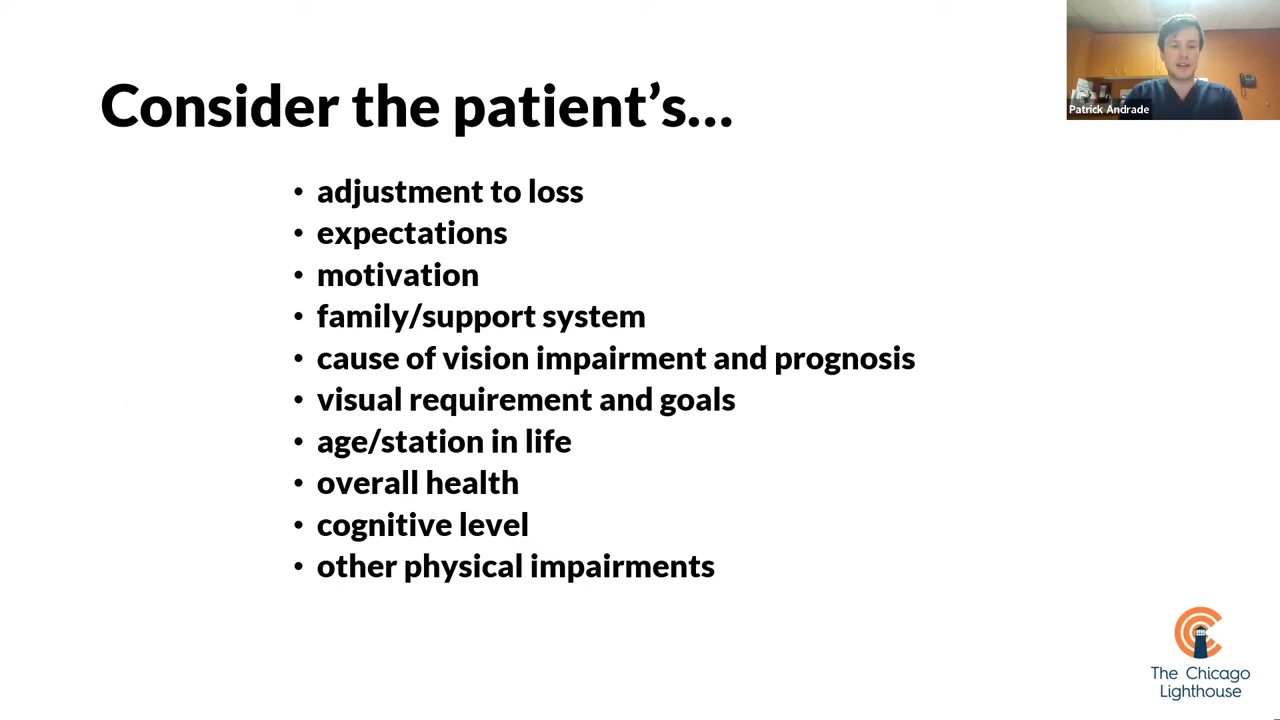 Consider the patient's...
Patrick Andrade
• adjustment to loss
• expectations
• motivation
• family/support system
• cause of vision impairment and prognosis
• visual requirement and goals
• age/station in life
• overall health
• cognitive level
• other physical impairments
The Chicago
Lighthouse